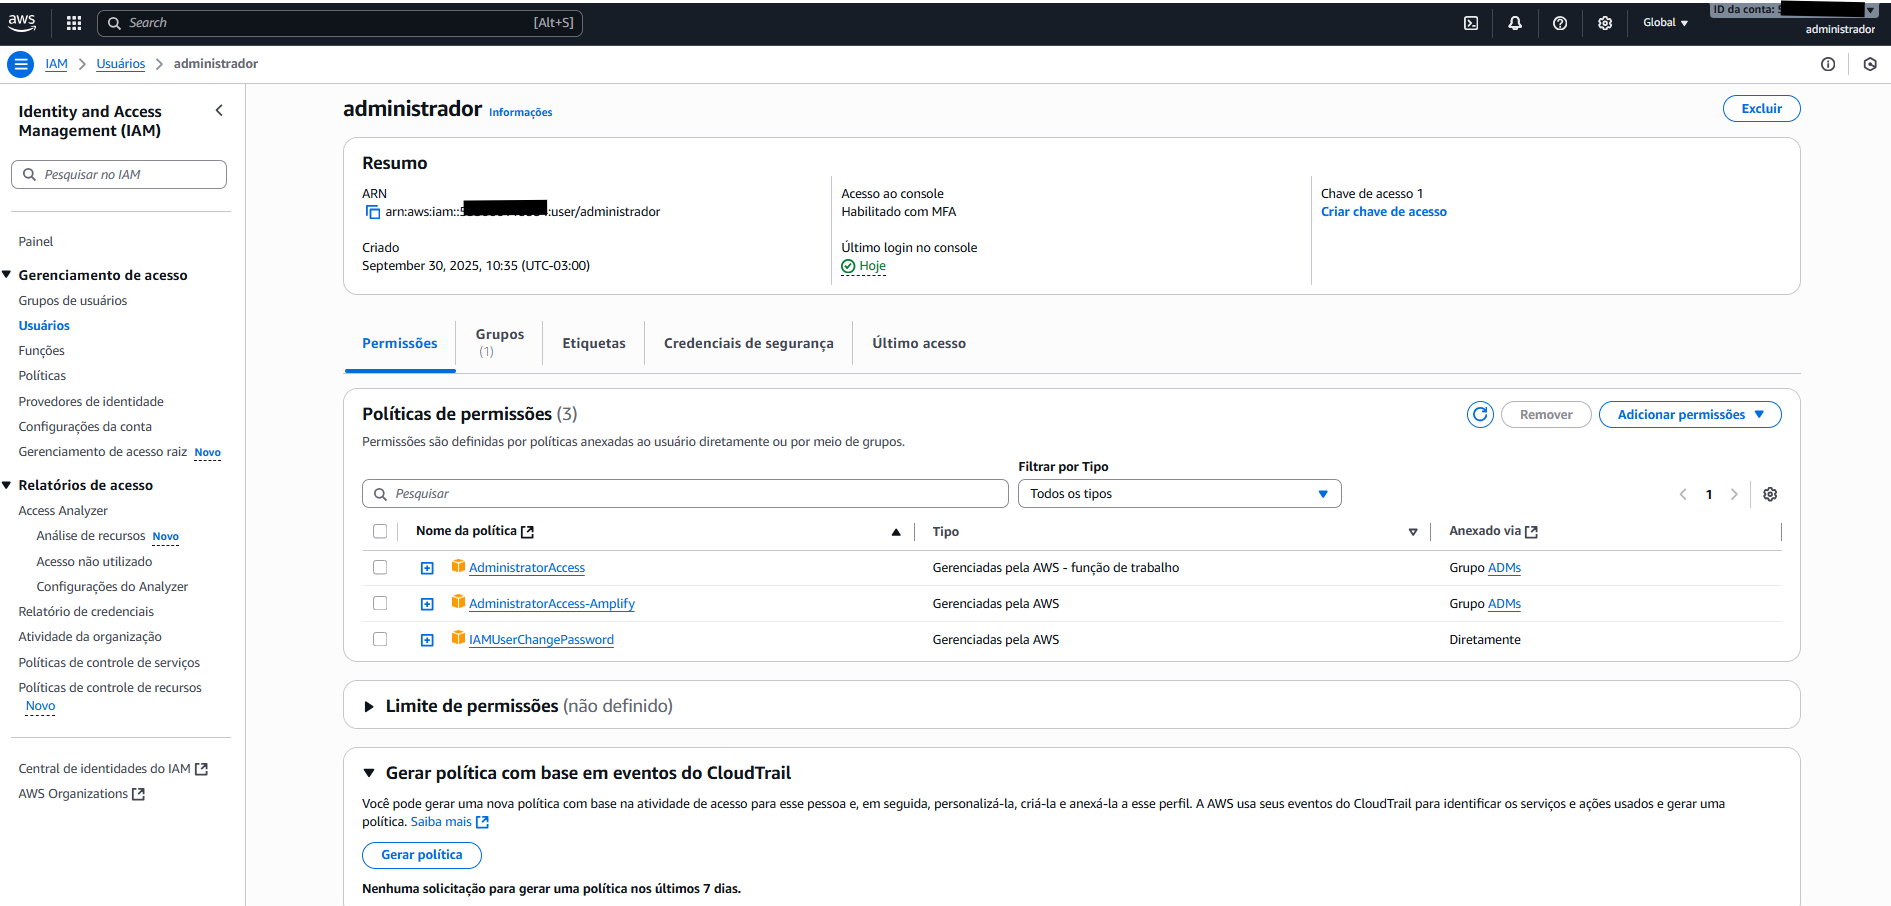 aws
Search
[Alt+S]
Global
ID da conta:
administrador
IAM
Usuários
administrador
Identity and Access
Management (IAM)
Pesquisar no IAM
Painel
Gerenciamento de acesso
Grupos de usuários
Usuários
Funções
Políticas
Provedores de identidade
Configurações da conta
Gerenciamento de acesso raiz Novo
Relatórios de acesso
Access Analyzer
Análise de recursos Novo
Acesso não utilizado
Configurações do Analyzer
Relatório de credenciais
Atividade da organização
Políticas de controle de serviços
Políticas de controle de recursos
Novo
Central de identidades do IAM
AWS Organizations
administrador Informações
Excluir
Resumo
ARN
arn:aws:iam:: :user/administrador
Criado
September 30, 2025, 10:35 (UTC-03:00)
Acesso ao console
Habilitado com MFA
Último login no console
Hoje
Chave de acesso 1
Criar chave de acesso
Permissões
Grupos
(1)
Etiquetas
Credenciais de segurança
Último acesso
Políticas de permissões (3)
Permissões são definidas por políticas anexadas ao usuário diretamente ou por meio de grupos.
Remover
Adicionar permissões
Filtrar por Tipo
Pesquisar
Todos os tipos
1
Nome da política
Tipo
Anexado via
AdministratorAccess
Gerenciadas pela AWS - função de trabalho
Grupo ADMs
AdministratorAccess-Amplify
Gerenciadas pela AWS
Grupo ADMs
IAMUserChangePassword
Gerenciadas pela AWS
Diretamente
Limite de permissões (não definido)
Gerar política com base em eventos do CloudTrail
Você pode gerar uma nova política com base na atividade de acesso para esse pessoa e, em seguida, personalizá-la, criá-la e anexá-la a esse perfil. A AWS usa seus eventos do CloudTrail para identificar os serviços e ações usados e gerar uma
política. Saiba mais
Gerar política
Nenhuma solicitação para gerar uma política nos últimos 7 dias.